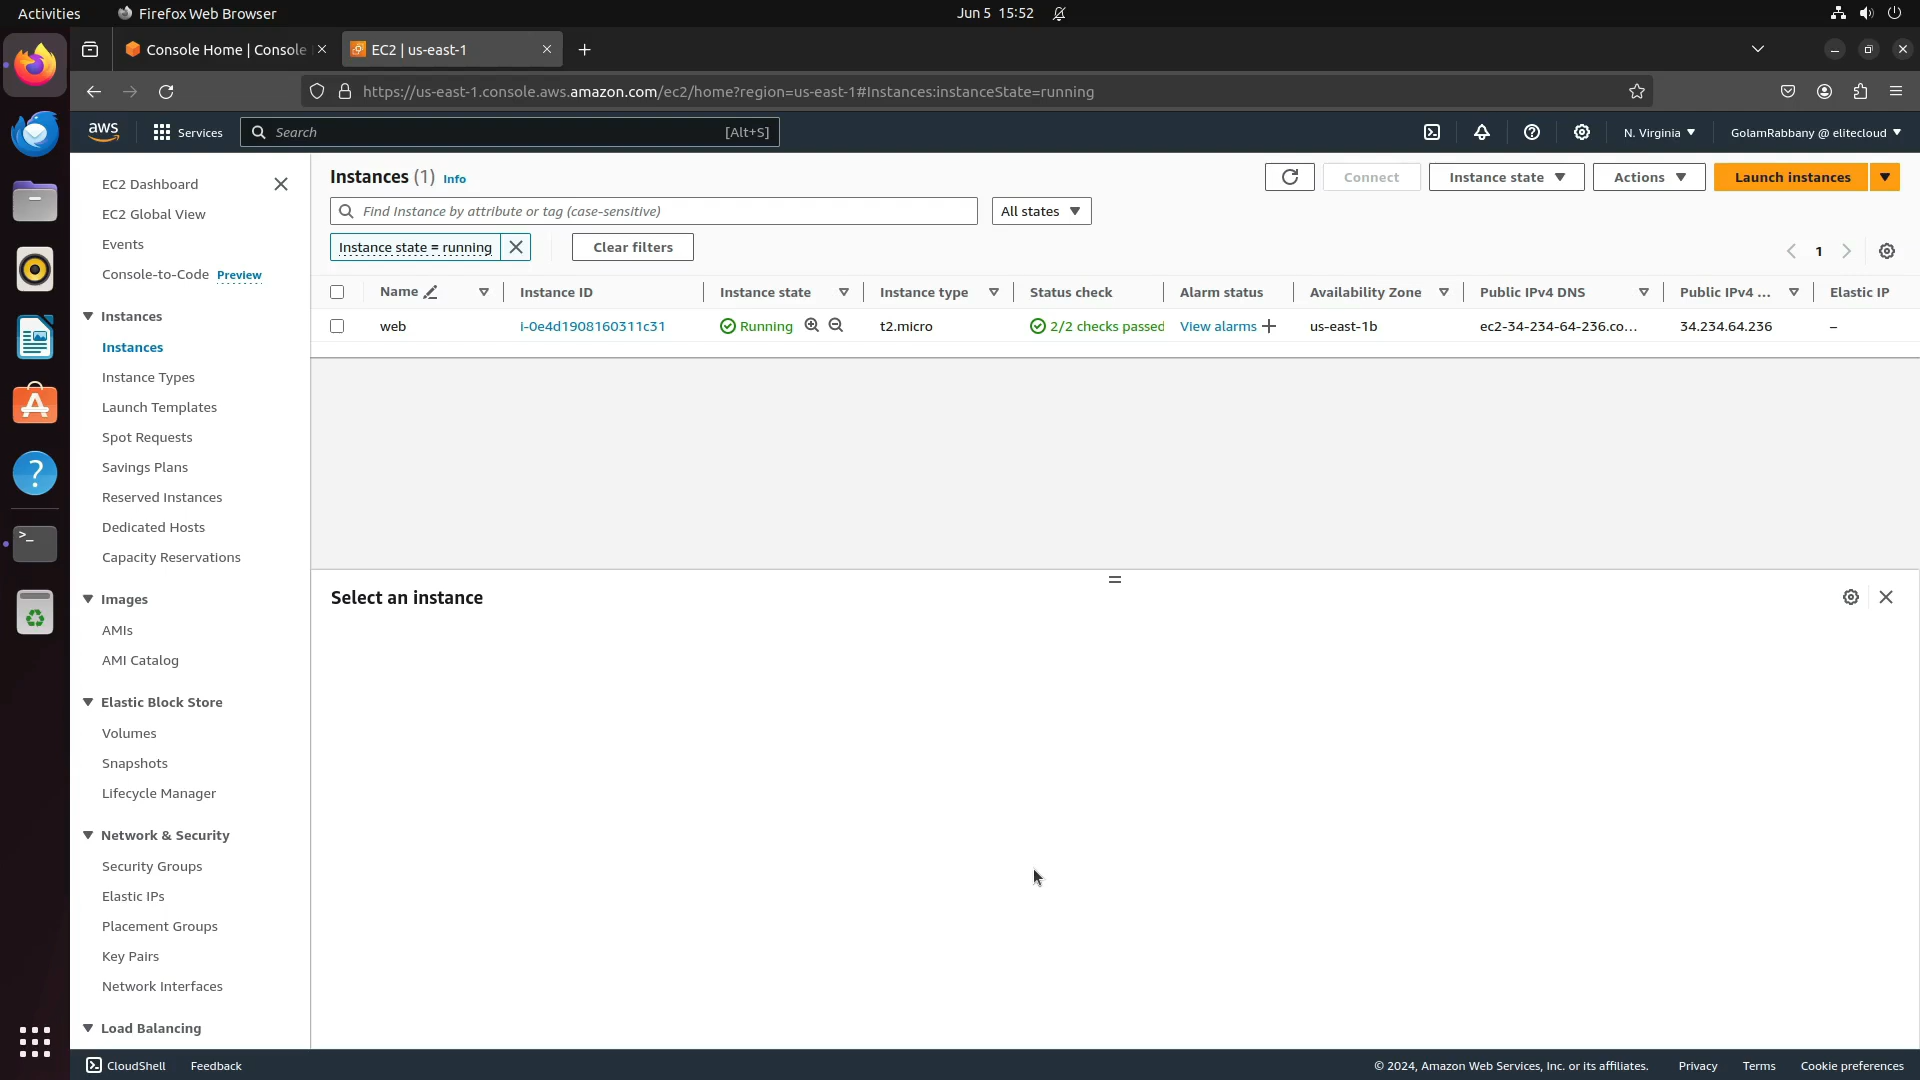 Activities
Firefox Web Browser
Jun 5 15:52
Console Home | Console
EC2 | us-east-1
https://us-east-1.console.aws.amazon.com/ec2/home?region=us-east-1#Instances:instanceState=running
aws
Services
Search
[Alt+S]
N. Virginia
GolamRabbany @ elitecloud
EC2 Dashboard
EC2 Global View
Events
Console-to-Code Preview
Instances
Instances
Instance Types
Launch Templates
Spot Requests
Savings Plans
Reserved Instances
Dedicated Hosts
Capacity Reservations
Images
AMIs
AMI Catalog
Elastic Block Store
Volumes
Snapshots
Lifecycle Manager
Network & Security
Security Groups
Elastic IPs
Placement Groups
Key Pairs
Network Interfaces
Load Balancing
Instances (1) Info
Connect
Instance state
Actions
Launch instances
Find Instance by attribute or tag (case-sensitive)
All states
Instance state = running
Clear filters
1
Name Instance ID Instance state Instance type Status check Alarm status Availability Zone Public IPv4 DNS Public IPv4 ... Elastic IP
web i-0e4d1908160311c31 Running t2.micro 2/2 checks passed View alarms + us-east-1b ec2-34-234-64-236.co... 34.234.64.236 –
Select an instance
CloudShell
Feedback
© 2024, Amazon Web Services, Inc. or its affiliates.
Privacy
Terms
Cookie preferences